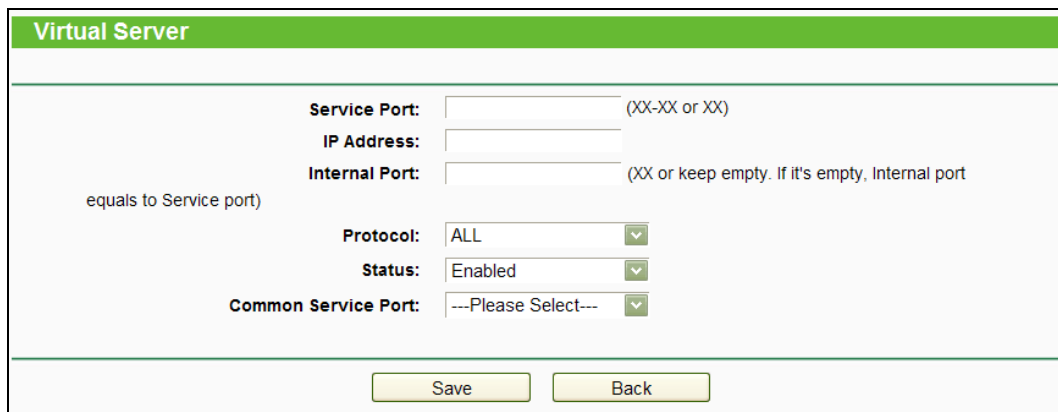 Virtual Server
Service Port: (XX-XX or XX)
IP Address:
Internal Port: (XX or keep empty. If it's empty, Internal port
equals to Service port)
Protocol: ALL
Status: Enabled
Common Service Port: ---Please Select---
Save Back